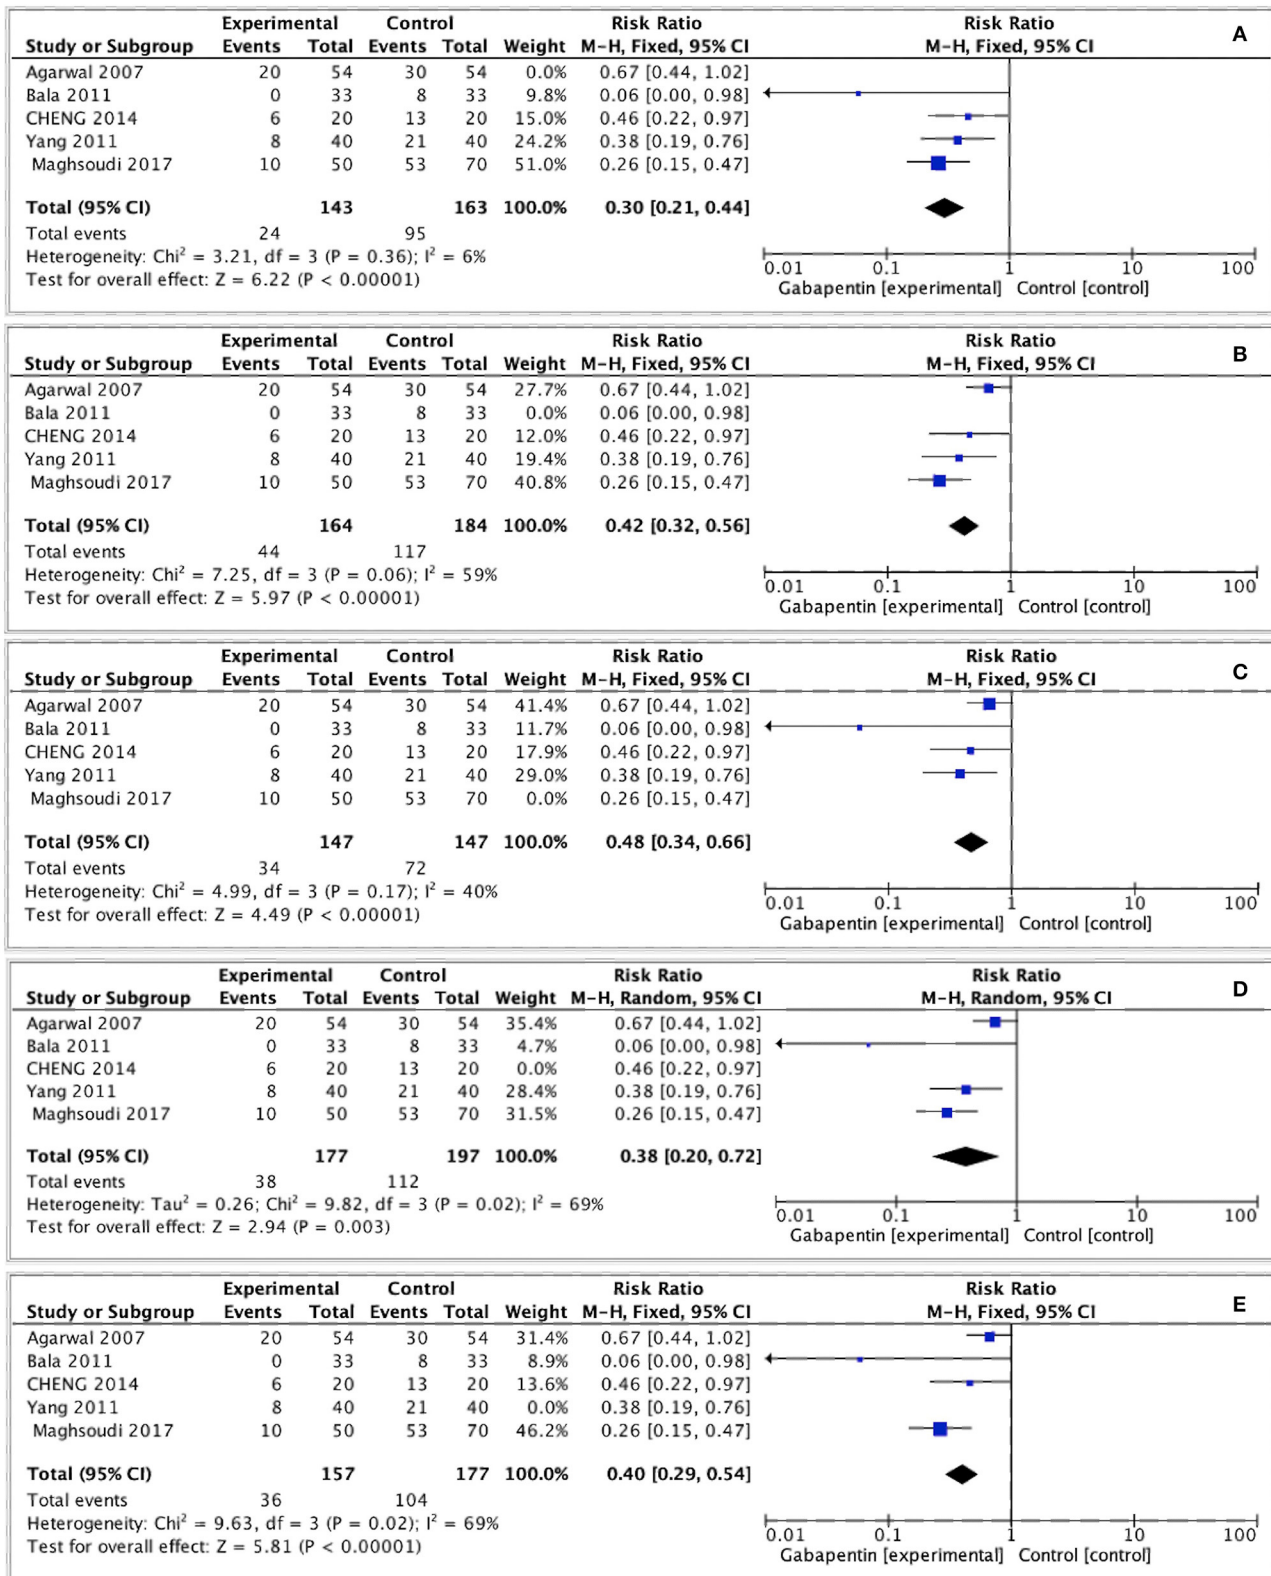 Experimental Control Risk Ratio Risk Ratio A
Study or Subgroup Events Total Events Total Weight M-H, Fixed, 95% CI M-H, Fixed, 95% CI
Agarwal 2007 20 54 30 54 0.0% 0.67 [0.44, 1.02]
Bala 2011 0 33 8 33 9.8% 0.06 [0.00, 0.98]
CHENG 2014 6 20 13 20 15.0% 0.46 [0.22, 0.97]
Yang 2011 8 40 21 40 24.2% 0.38 [0.19, 0.76]
Maghsoudi 2017 10 50 53 70 51.0% 0.26 [0.15, 0.47]
Total (95% CI) 143 163 100.0% 0.30 [0.21, 0.44]
Total events 24 95
Heterogeneity: Chi² = 3.21, df = 3 (P = 0.36); I² = 6%
Test for overall effect: Z = 6.22 (P < 0.00001)
0.01 0.1 1 10 100
Gabapentin [experimental] Control [control]
Experimental Control Risk Ratio Risk Ratio B
Study or Subgroup Events Total Events Total Weight M-H, Fixed, 95% CI M-H, Fixed, 95% CI
Agarwal 2007 20 54 30 54 27.7% 0.67 [0.44, 1.02]
Bala 2011 0 33 8 33 0.0% 0.06 [0.00, 0.98]
CHENG 2014 6 20 13 20 12.0% 0.46 [0.22, 0.97]
Yang 2011 8 40 21 40 19.4% 0.38 [0.19, 0.76]
Maghsoudi 2017 10 50 53 70 40.8% 0.26 [0.15, 0.47]
Total (95% CI) 164 184 100.0% 0.42 [0.32, 0.56]
Total events 44 117
Heterogeneity: Chi² = 7.25, df = 3 (P = 0.06); I² = 59%
Test for overall effect: Z = 5.97 (P < 0.00001)
0.01 0.1 1 10 100
Gabapentin [experimental] Control [control]
Experimental Control Risk Ratio Risk Ratio C
Study or Subgroup Events Total Events Total Weight M-H, Fixed, 95% CI M-H, Fixed, 95% CI
Agarwal 2007 20 54 30 54 41.4% 0.67 [0.44, 1.02]
Bala 2011 0 33 8 33 11.7% 0.06 [0.00, 0.98]
CHENG 2014 6 20 13 20 17.9% 0.46 [0.22, 0.97]
Yang 2011 8 40 21 40 29.0% 0.38 [0.19, 0.76]
Maghsoudi 2017 10 50 53 70 0.0% 0.26 [0.15, 0.47]
Total (95% CI) 147 147 100.0% 0.48 [0.34, 0.66]
Total events 34 72
Heterogeneity: Chi² = 4.99, df = 3 (P = 0.17); I² = 40%
Test for overall effect: Z = 4.49 (P < 0.00001)
0.01 0.1 1 10 100
Gabapentin [experimental] Control [control]
Experimental Control Risk Ratio Risk Ratio D
Study or Subgroup Events Total Events Total Weight M-H, Random, 95% CI M-H, Random, 95% CI
Agarwal 2007 20 54 30 54 35.4% 0.67 [0.44, 1.02]
Bala 2011 0 33 8 33 4.7% 0.06 [0.00, 0.98]
CHENG 2014 6 20 13 20 0.0% 0.46 [0.22, 0.97]
Yang 2011 8 40 21 40 28.4% 0.38 [0.19, 0.76]
Maghsoudi 2017 10 50 53 70 31.5% 0.26 [0.15, 0.47]
Total (95% CI) 177 197 100.0% 0.38 [0.20, 0.72]
Total events 38 112
Heterogeneity: Tau² = 0.26; Chi² = 9.82, df = 3 (P = 0.02); I² = 69%
Test for overall effect: Z = 2.94 (P = 0.003)
0.01 0.1 1 10 100
Gabapentin [experimental] Control [control]
Experimental Control Risk Ratio Risk Ratio E
Study or Subgroup Events Total Events Total Weight M-H, Fixed, 95% CI M-H, Fixed, 95% CI
Agarwal 2007 20 54 30 54 31.4% 0.67 [0.44, 1.02]
Bala 2011 0 33 8 33 8.9% 0.06 [0.00, 0.98]
CHENG 2014 6 20 13 20 13.6% 0.46 [0.22, 0.97]
Yang 2011 8 40 21 40 0.0% 0.38 [0.19, 0.76]
Maghsoudi 2017 10 50 53 70 46.2% 0.26 [0.15, 0.47]
Total (95% CI) 157 177 100.0% 0.40 [0.29, 0.54]
Total events 36 104
Heterogeneity: Chi² = 9.63, df = 3 (P = 0.02); I² = 69%
Test for overall effect: Z = 5.81 (P < 0.00001)
0.01 0.1 1 10 100
Gabapentin [experimental] Control [control]